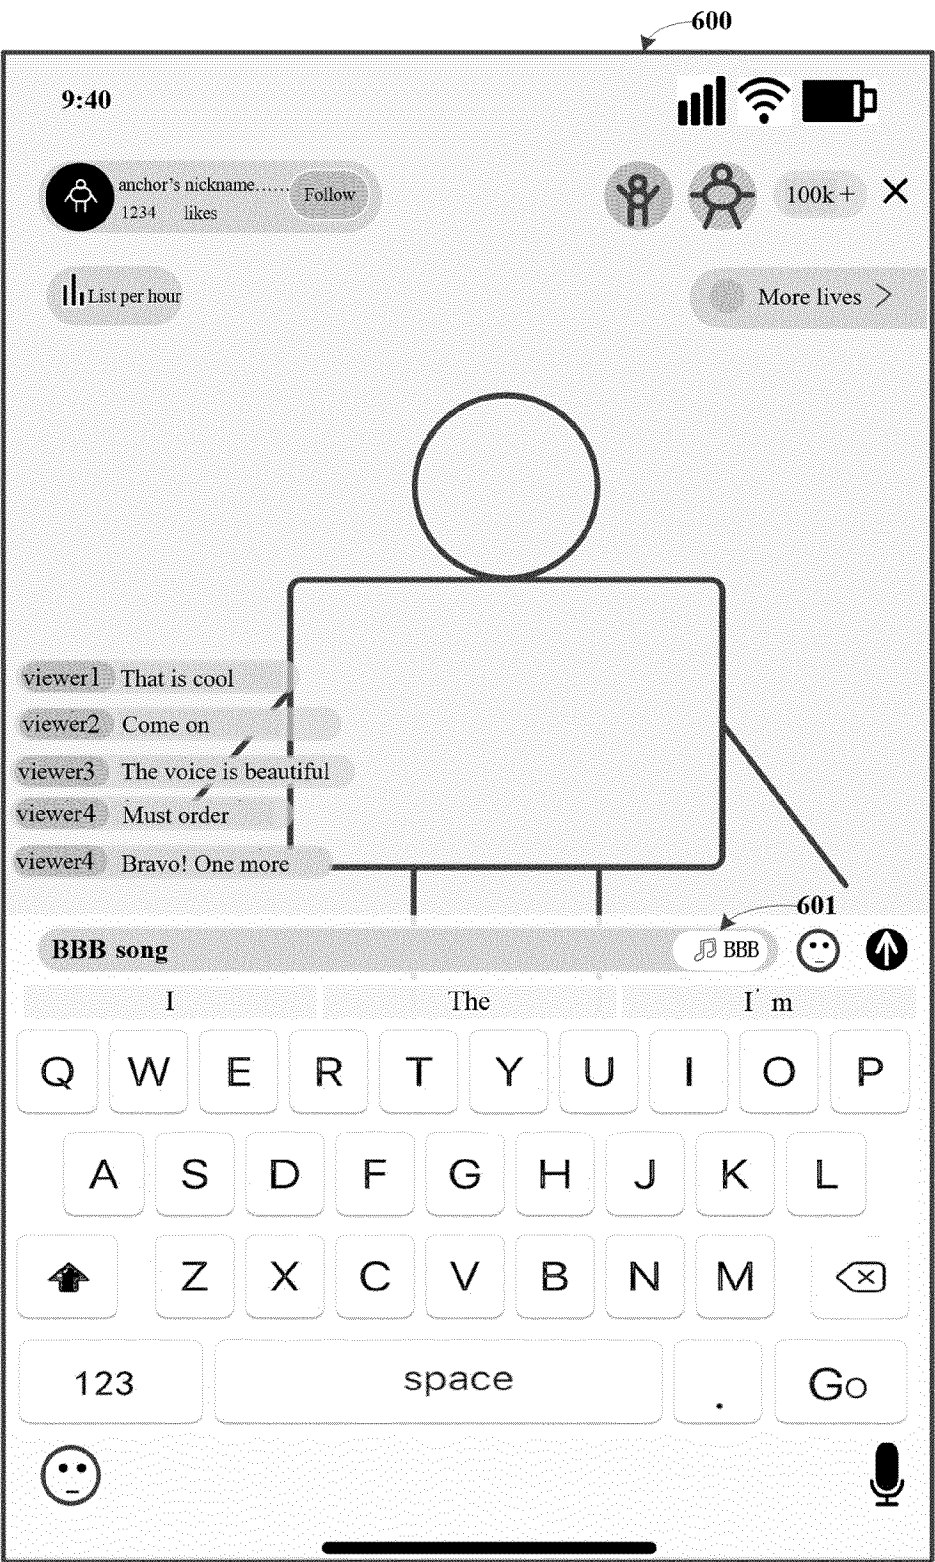 600
9:40
anchor's nickname...... Follow
1234 likes
100k +
List per hour
More lives
viewer1 That is cool
viewer2 Come on
viewer3 The voice is beautiful
viewer4 Must order
viewer4 Bravo! One more
601
BBB song BBB
I The I' m
Q W E R T Y U I O P
A S D F G H J K L
Z X C V B N M
123 space . Go